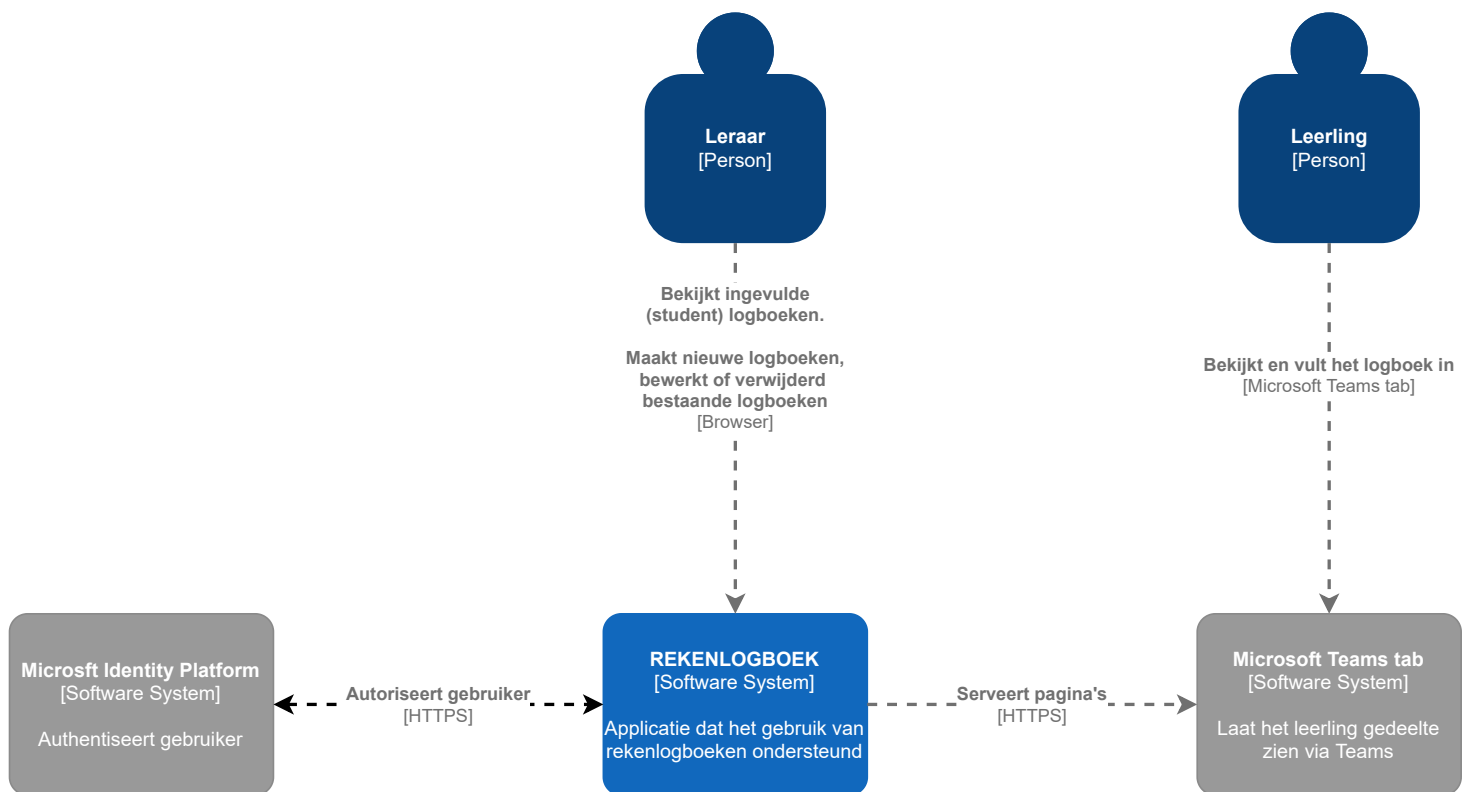 Leraar
[Person]
Leerling
[Person]
Bekijkt ingevulde
(student) logboeken.
Maakt nieuwe logboeken,
bewerkt of verwijderd
bestaande logboeken
[Browser]
Bekijkt en vult het logboek in
[Microsoft Teams tab]
Microsft Identity Platform
[Software System]
Authentiseert gebruiker
Autoriseert gebruiker
[HTTPS]
REKENLOGBOEK
[Software System]
Applicatie dat het gebruik van
rekenlogboeken ondersteund
Serveert pagina's
[HTTPS]
Microsoft Teams tab
[Software System]
Laat het leerling gedeelte
zien via Teams